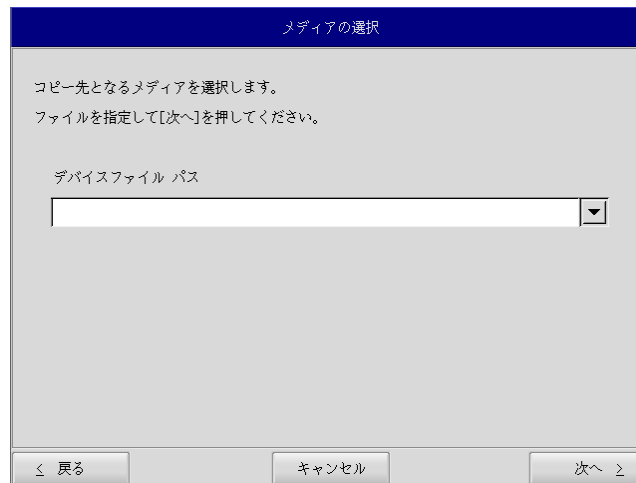 メディアの選択
コピー先となるメディアを選択します。
ファイルを指定して[次へ]を押してください。
デバイスファイル パス
< 戻る
キャンセル
次へ >